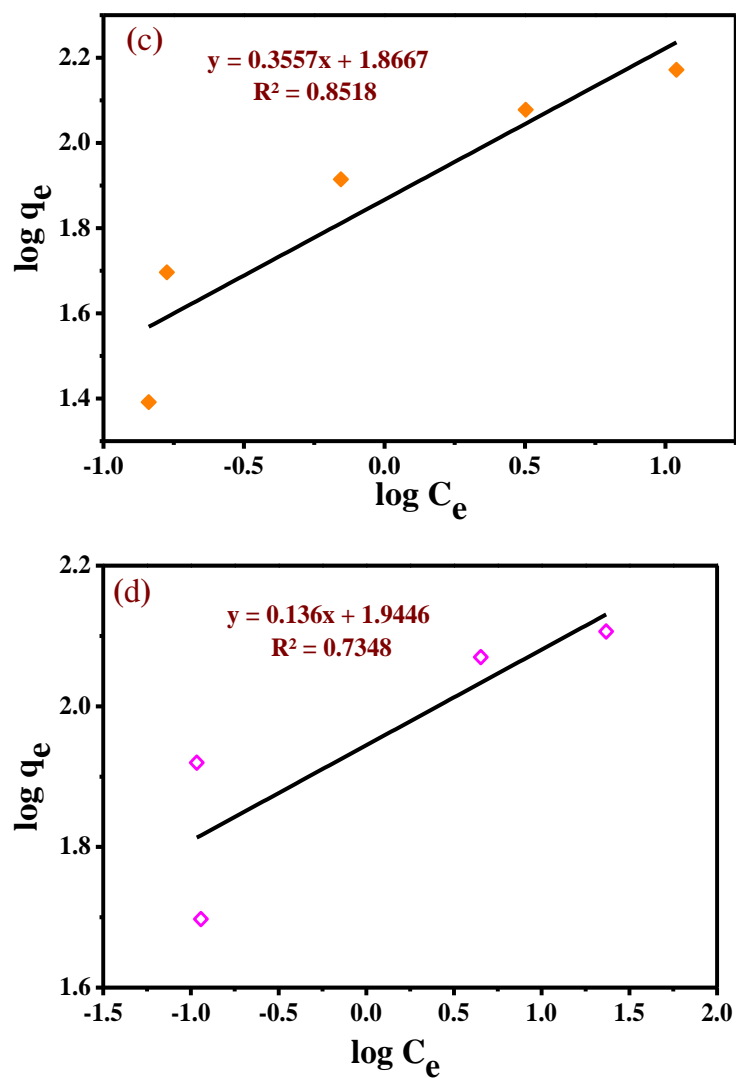 (c)
y = 0.3557x + 1.8667
R² = 0.8518
2.2
2.0
1.8
1.6
1.4
log qe
-1.0 -0.5 0.0 0.5 1.0
log Ce
(d)
y = 0.136x + 1.9446
R² = 0.7348
2.2
2.0
1.8
1.6
log qe
-1.5 -1.0 -0.5 0.0 0.5 1.0 1.5 2.0
log Ce